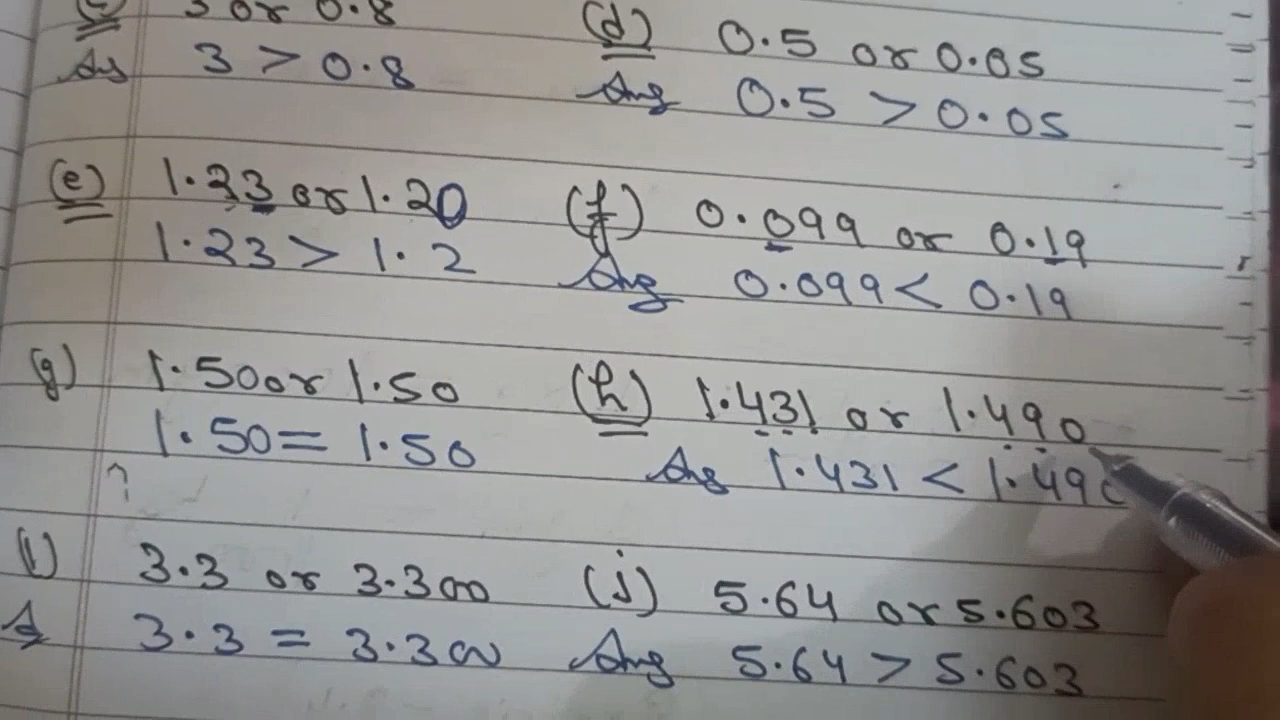 (c) 3 or 0.8 (d) 0.5 or 0.05
Ans 3 > 0.8 Ans 0.5 > 0.05
(e) 1.23 or 1.20 (f) 0.099 or 0.19
1.23 > 1.2 Ans 0.099 < 0.19
(g) 1.50 or 1.50 (h) 1.431 or 1.490
1.50 = 1.50 Ans 1.431 < 1.490
(i) 3.3 or 3.300 (j) 5.64 or 5.603
A 3.3 = 3.300 Ans 5.64 > 5.603